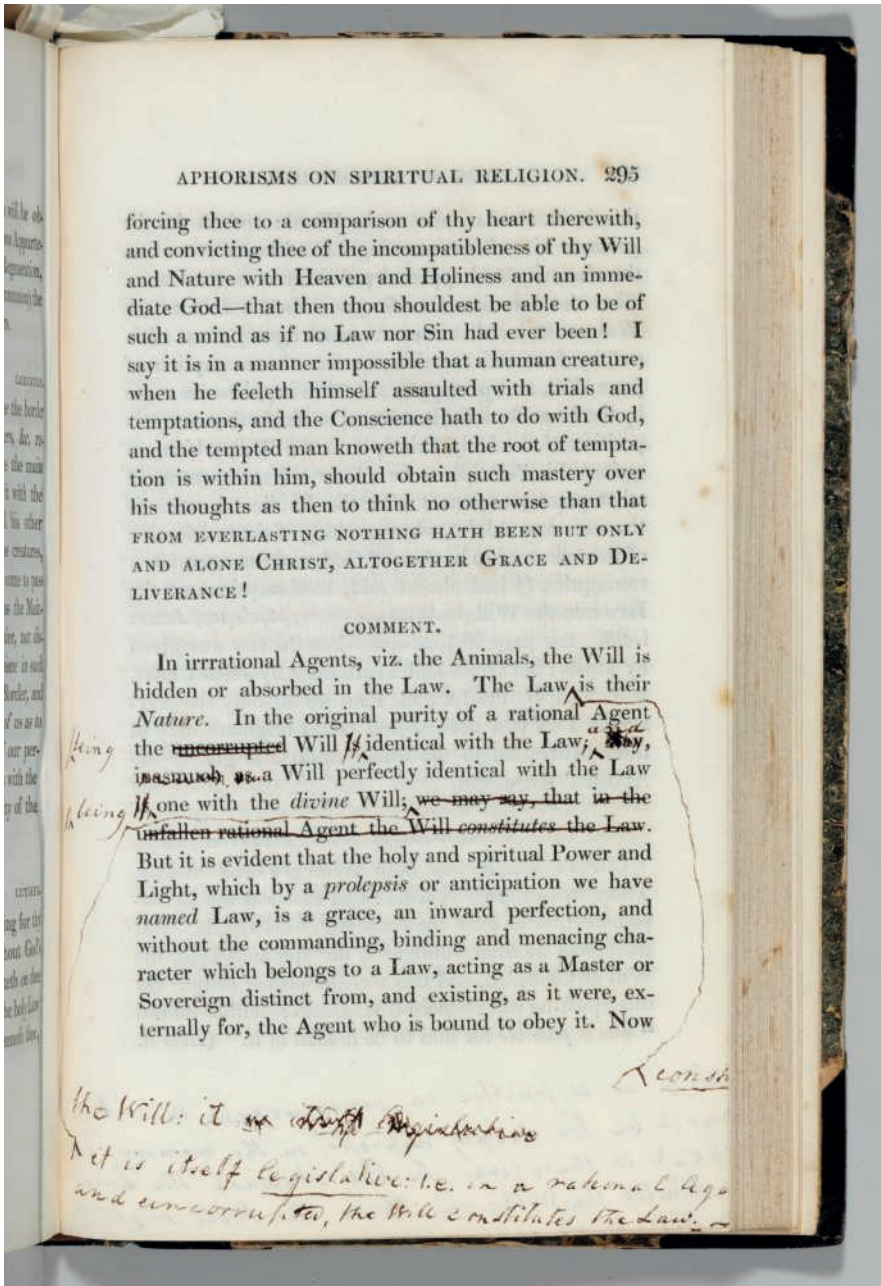 APHORISMS ON SPIRITUAL RELIGION. 295
forcing thee to a comparison of thy heart therewith,
and convicting thee of the incompatibleness of thy Will
and Nature with Heaven and Holiness and an imme-
diate God—that then thou shouldest be able to be of
such a mind as if no Law nor Sin had ever been! I
say it is in a manner impossible that a human creature,
when he feeleth himself assaulted with trials and
temptations, and the Conscience hath to do with God,
and the tempted man knoweth that the root of tempta-
tion is within him, should obtain such mastery over
his thoughts as then to think no otherwise than that
FROM EVERLASTING NOTHING HATH BEEN BUT ONLY
AND ALONE CHRIST, ALTOGETHER GRACE AND DE-
LIVERANCE!
COMMENT.
In irrrational Agents, viz. the Animals, the Will is
hidden or absorbed in the Law. The Law is their
Nature. In the original purity of a rational Agent
being
the uncorrupted Will is identical with the Law; and
inasmuch as a Will perfectly identical with the Law
being
is one with the divine Will; we may say, that in the
unfallen rational Agent the Will constitutes the Law.
But it is evident that the holy and spiritual Power and
Light, which by a prolepsis or anticipation we have
named Law, is a grace, an inward perfection, and
without the commanding, binding and menacing cha-
racter which belongs to a Law, acting as a Master or
Sovereign distinct from, and existing, as it were, ex-
ternally for, the Agent who is bound to obey it. Now
the Will: it
it is itself legislative: i.e. in a rational
and uncorrupted, the Will constitutes the Law. —